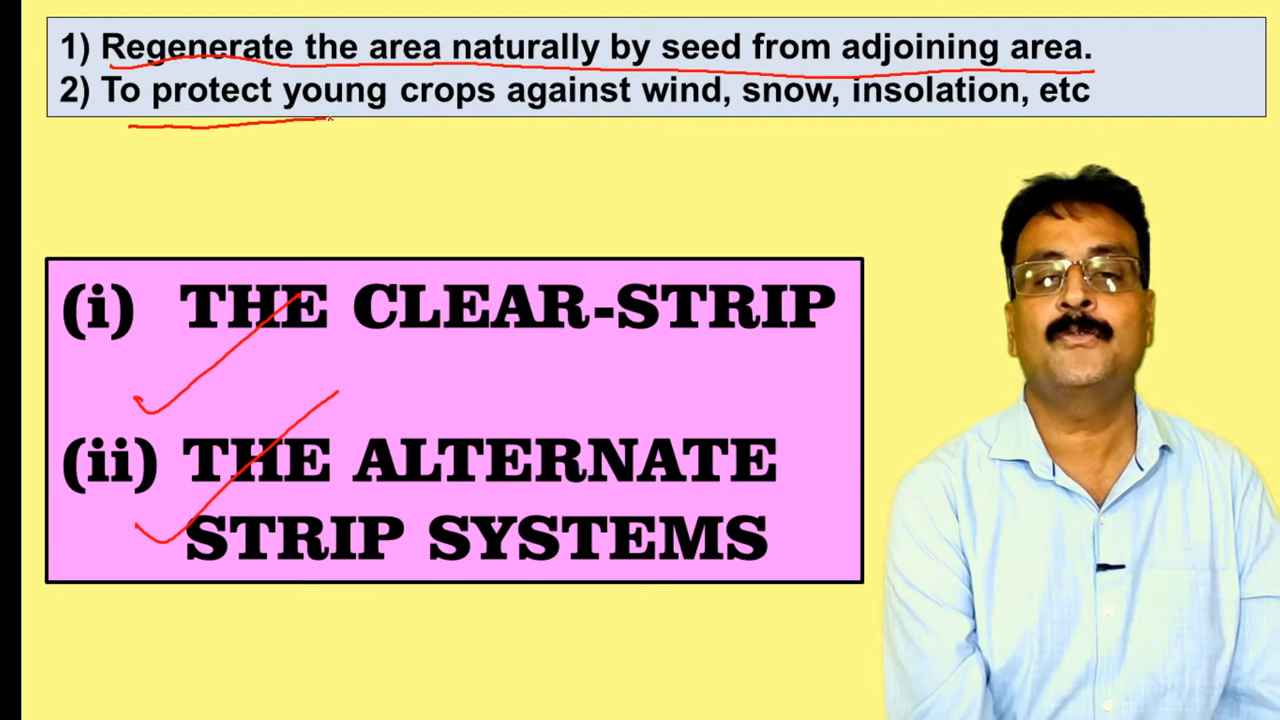 1) Regenerate the area naturally by seed from adjoining area.
2) To protect young crops against wind, snow, insolation, etc
(i) THE CLEAR-STRIP
(ii) THE ALTERNATE
STRIP SYSTEMS